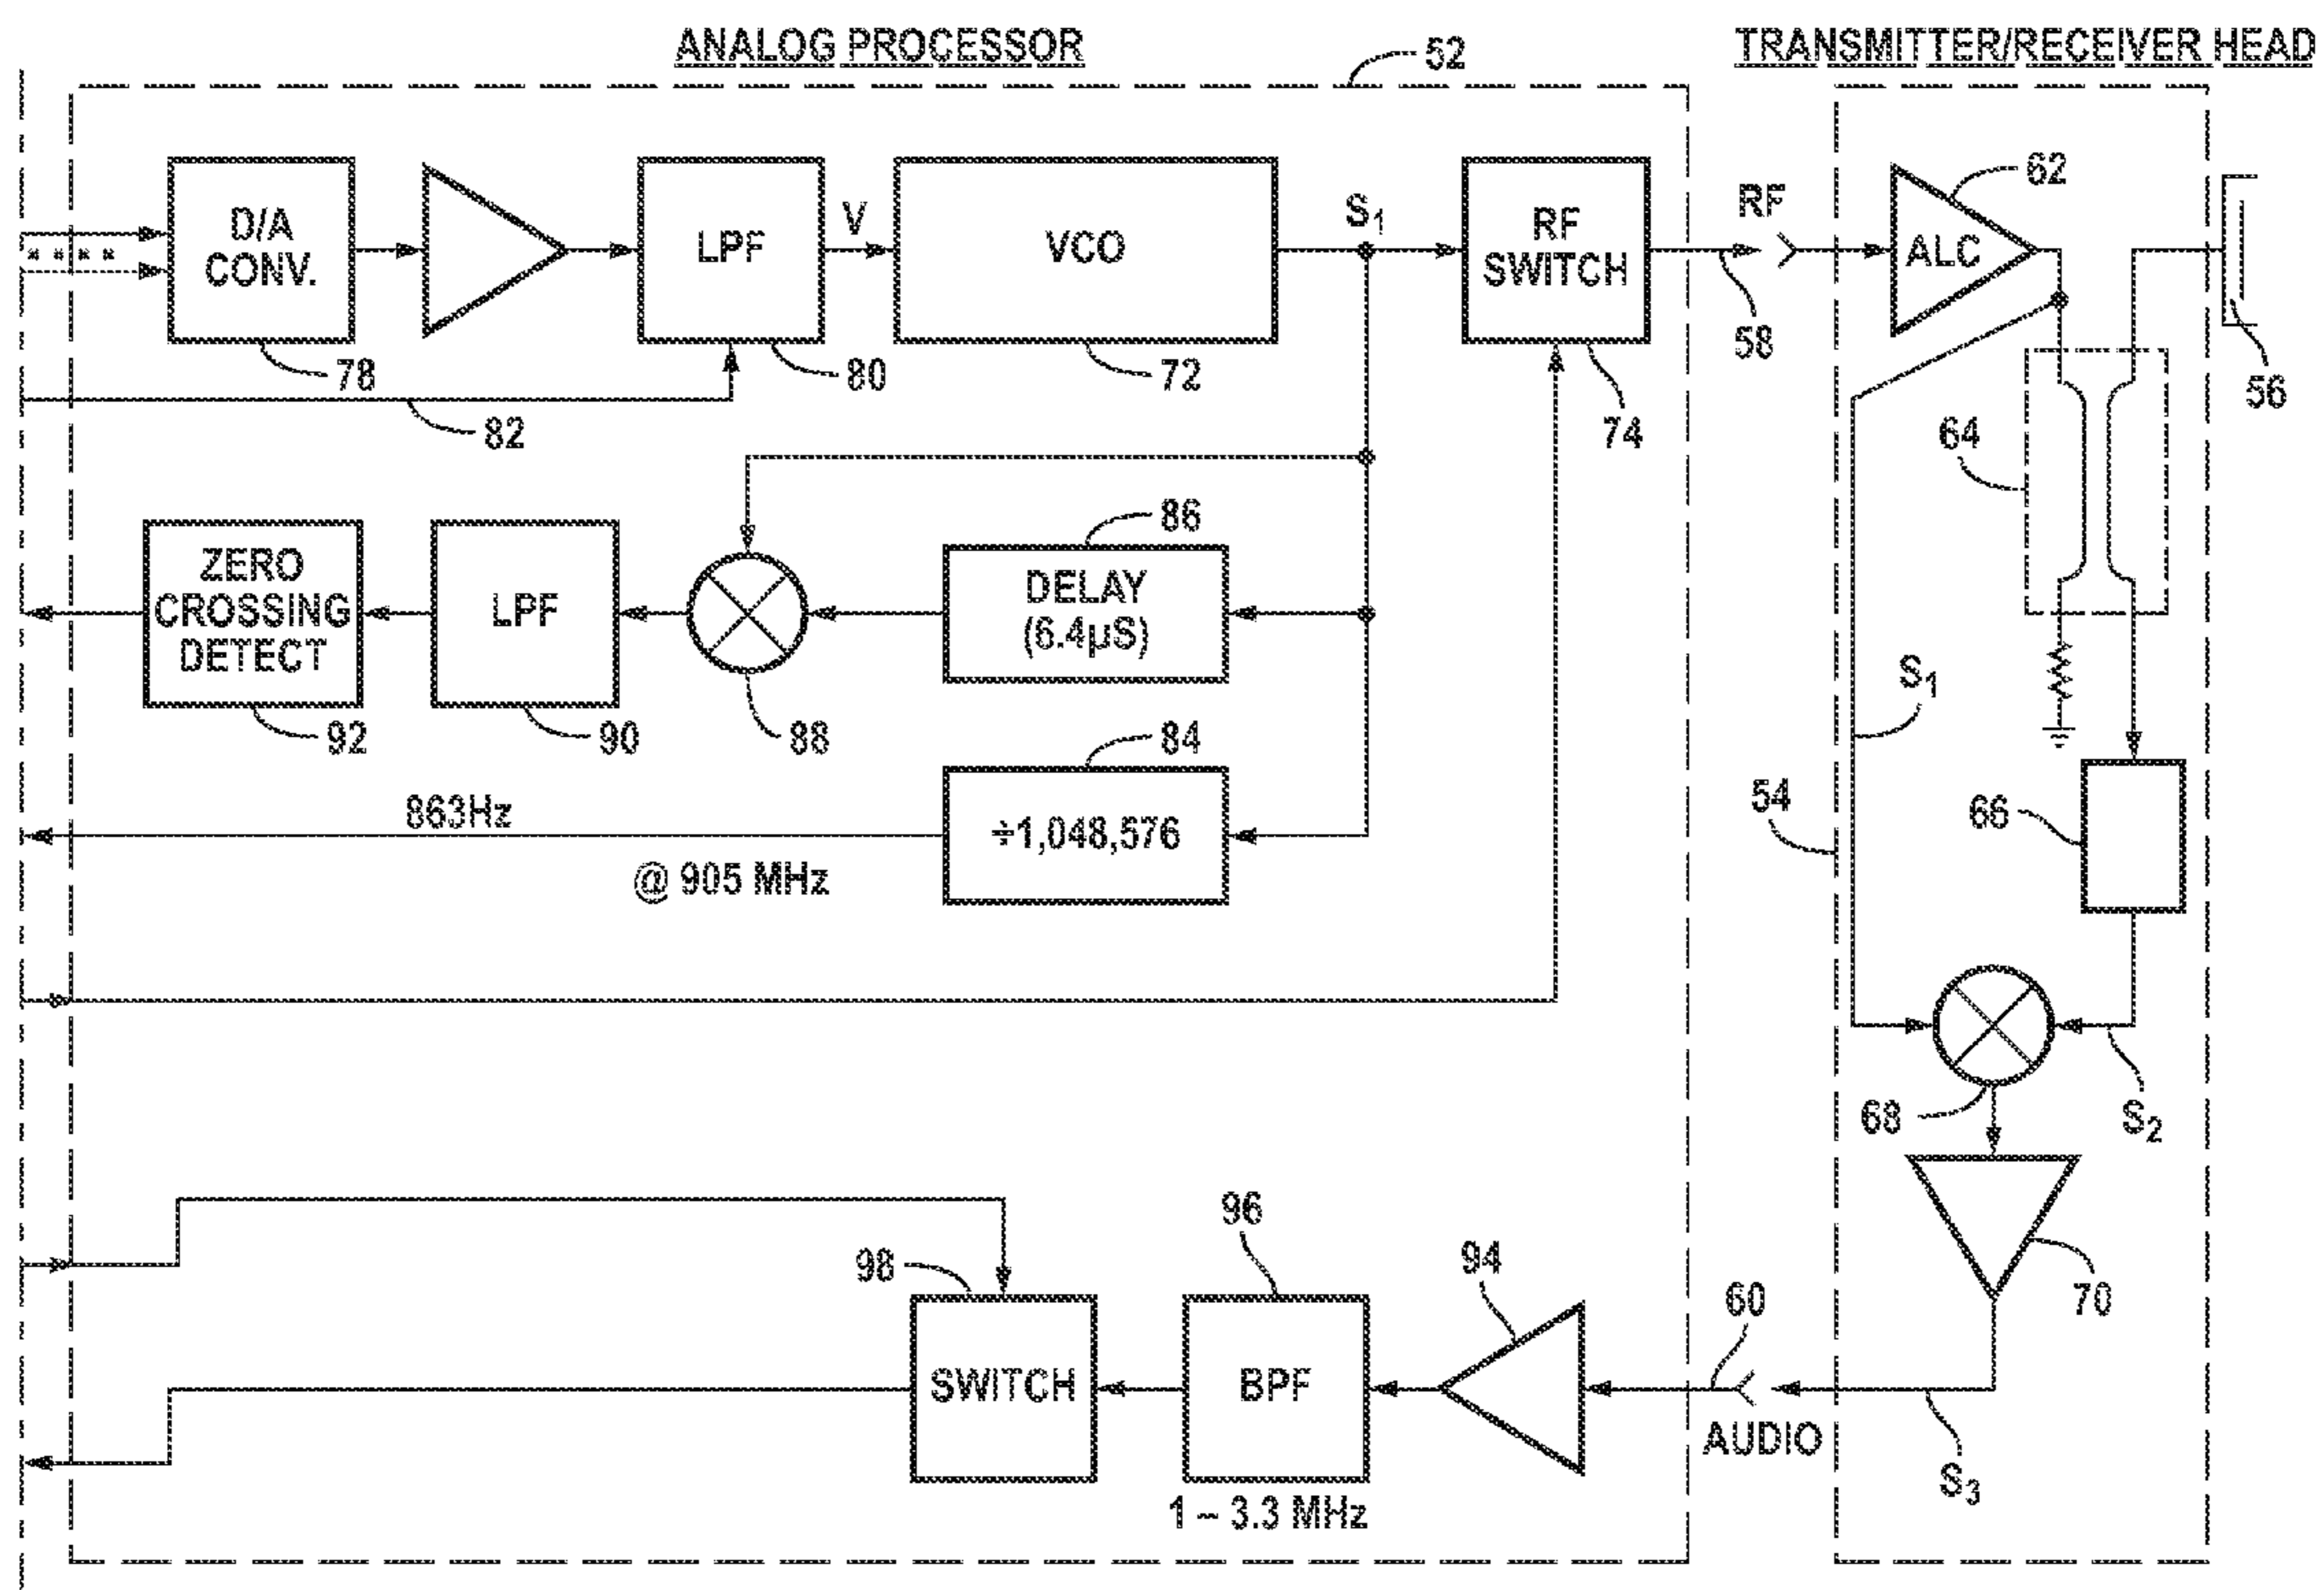 ANALOG PROCESSOR
TRANSMITTER/RECEIVER HEAD
52
D/A
CONV.
LPF
V
VCO
S1
RF
SWITCH
RF
ALC
62
78
80
72
74
58
56
82
64
ZERO
CROSSING
DETECT
LPF
86
DELAY
(6.4µS)
92
90
88
84
S1
863Hz
÷1,048,576
@ 905 MHz
54
66
68
S2
98
96
94
60
70
SWITCH
BPF
AUDIO
S3
1 – 3.3 MHz